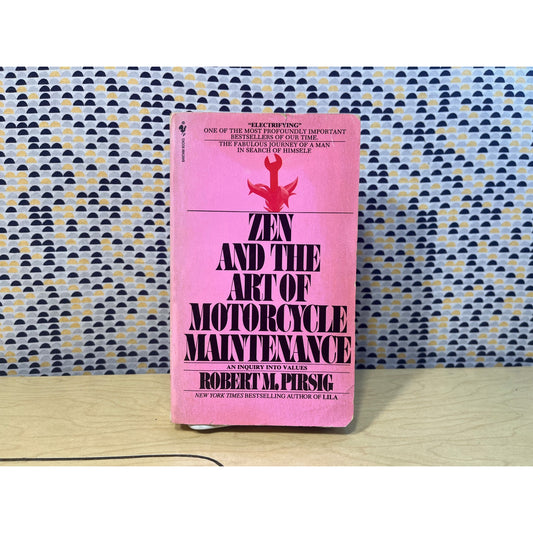 "ELECTRIFYING"
ONE OF THE MOST PROFOUNDLY IMPORTANT
BESTSELLERS OF OUR TIME.
THE FABULOUS JOURNEY OF A MAN
IN SEARCH OF HIMSELF
ZEN
AND THE
ART OF
MOTORCYCLE
MAINTENANCE
AN INQUIRY INTO VALUES
ROBERT M. PIRSIG
NEW YORK TIMES BESTSELLING AUTHOR OF LILA